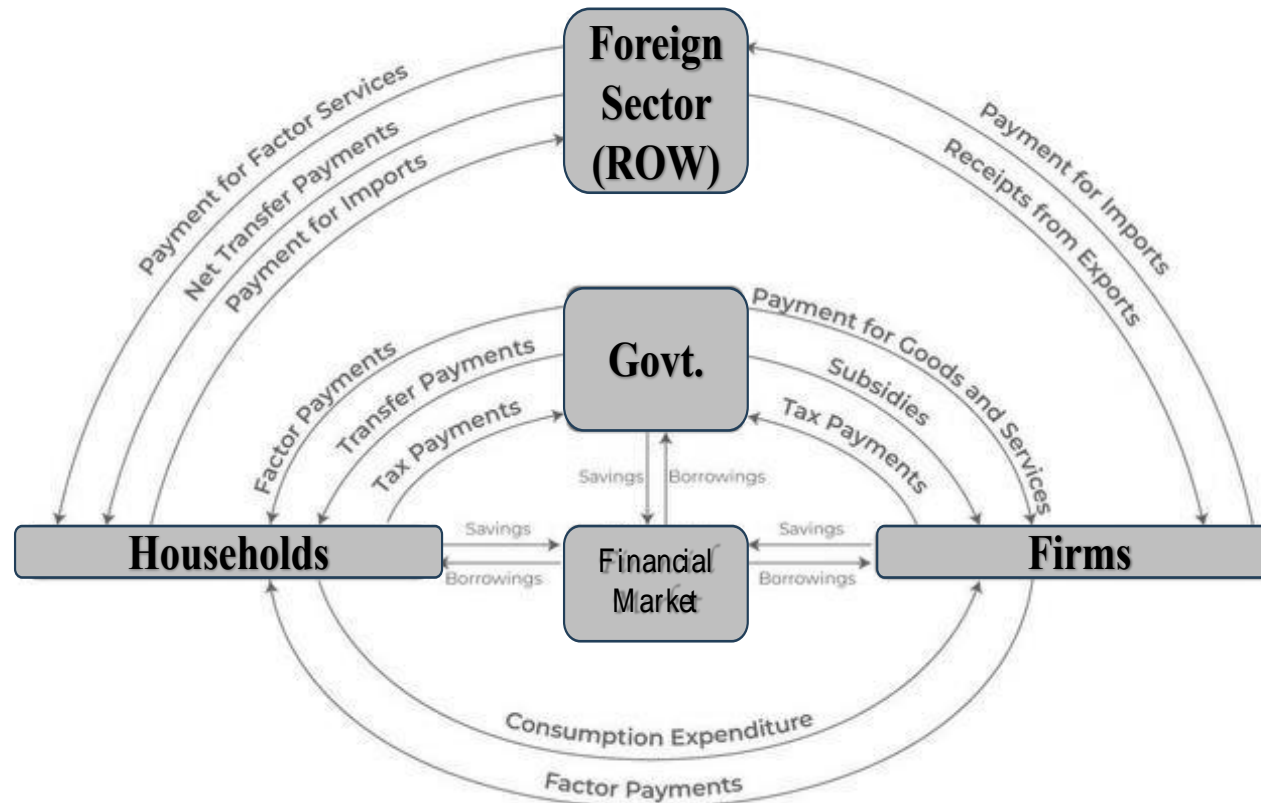 Foreign
Sector
(ROW)
Payment for Factor Services
Net Transfer Payments
Payment for Imports
Payment for Imports
Receipts from Exports
Govt.
Factor Payments
Transfer Payments
Tax Payments
Payment for Goods and Services
Subsidies
Tax Payments
Savings
Borrowings
Households
Savings
Borrowings
Financial
Market
Savings
Borrowings
Firms
Consumption Expenditure
Factor Payments